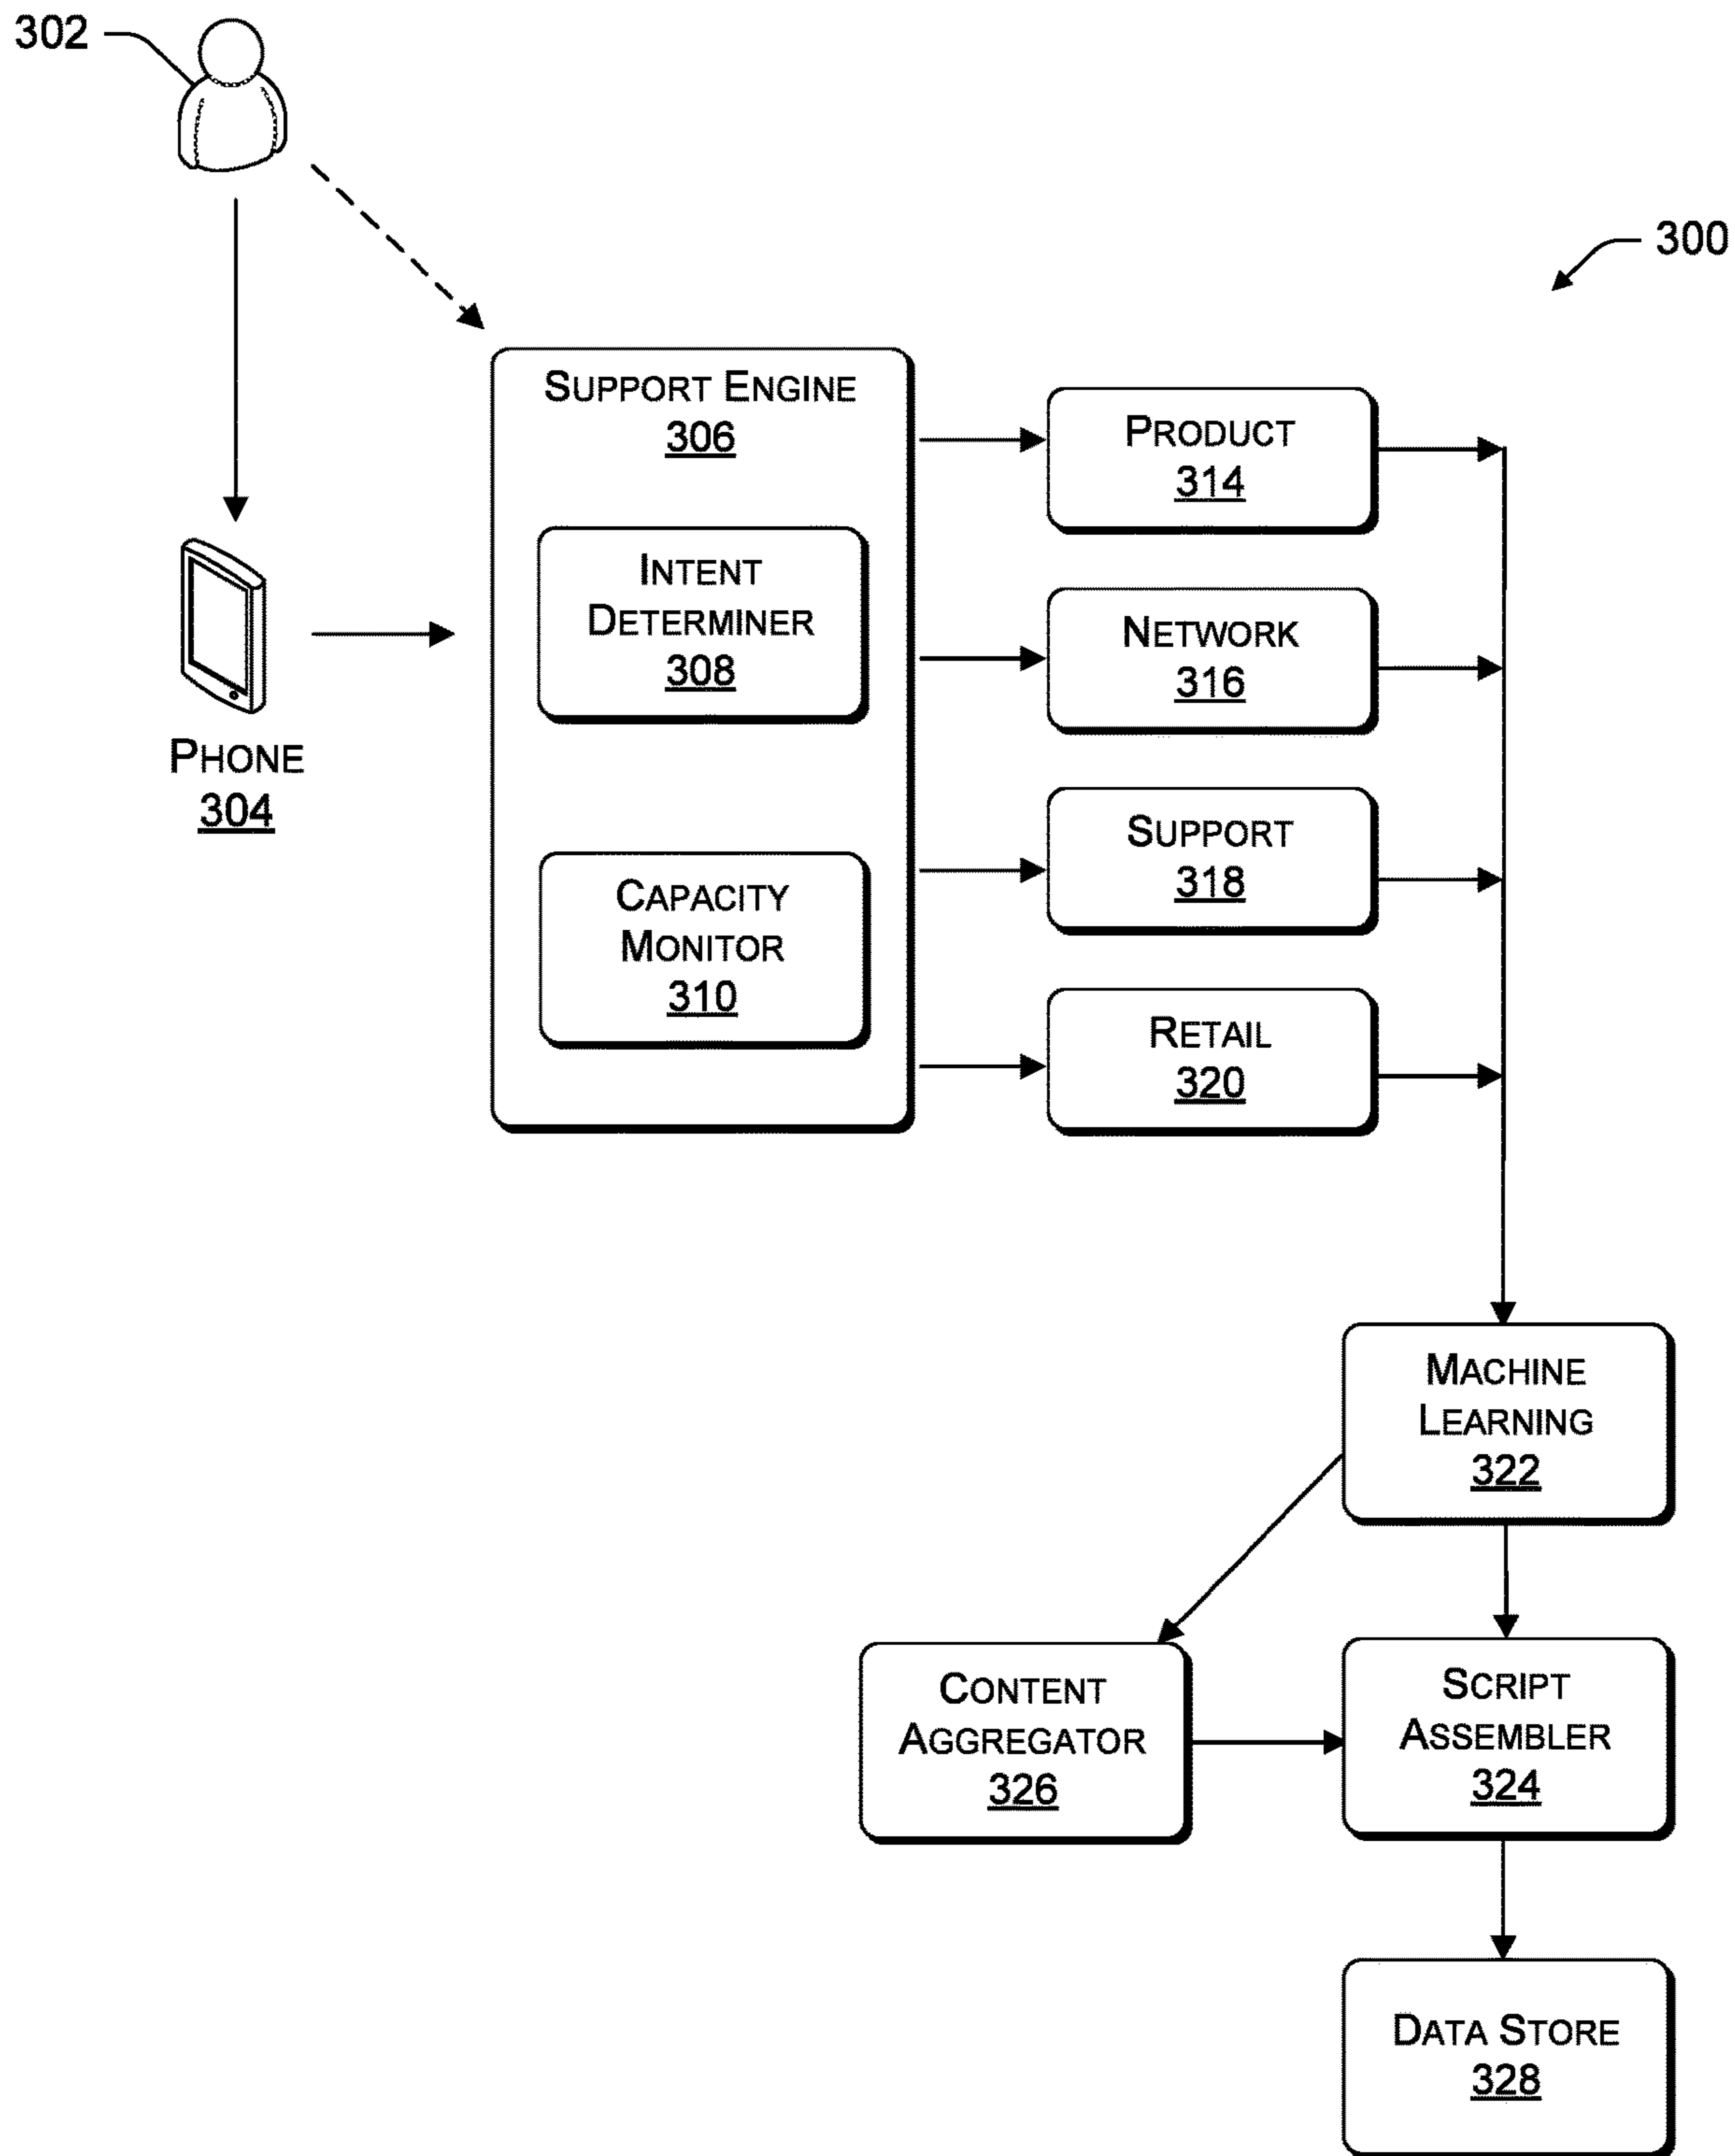 302
300
SUPPORT ENGINE
306
INTENT
DETERMINER
308
CAPACITY
MONITOR
310
PHONE
304
PRODUCT
314
NETWORK
316
SUPPORT
318
RETAIL
320
MACHINE
LEARNING
322
CONTENT
AGGREGATOR
326
SCRIPT
ASSEMBLER
324
DATA STORE
328